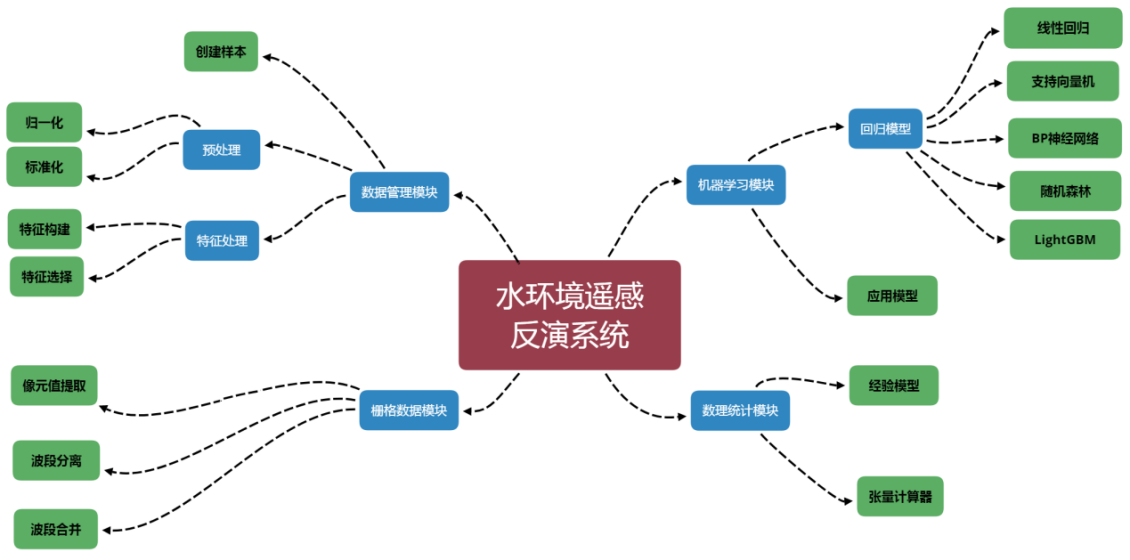 创建样本
归一化
标准化
预处理
特征构建
特征选择
特征处理
数据管理模块
像元值提取
波段分离
波段合并
栅格数据模块
水环境遥感
反演系统
机器学习模块
回归模型
线性回归
支持向量机
BP神经网络
随机森林
LightGBM
应用模型
数理统计模块
经验模型
张量计算器